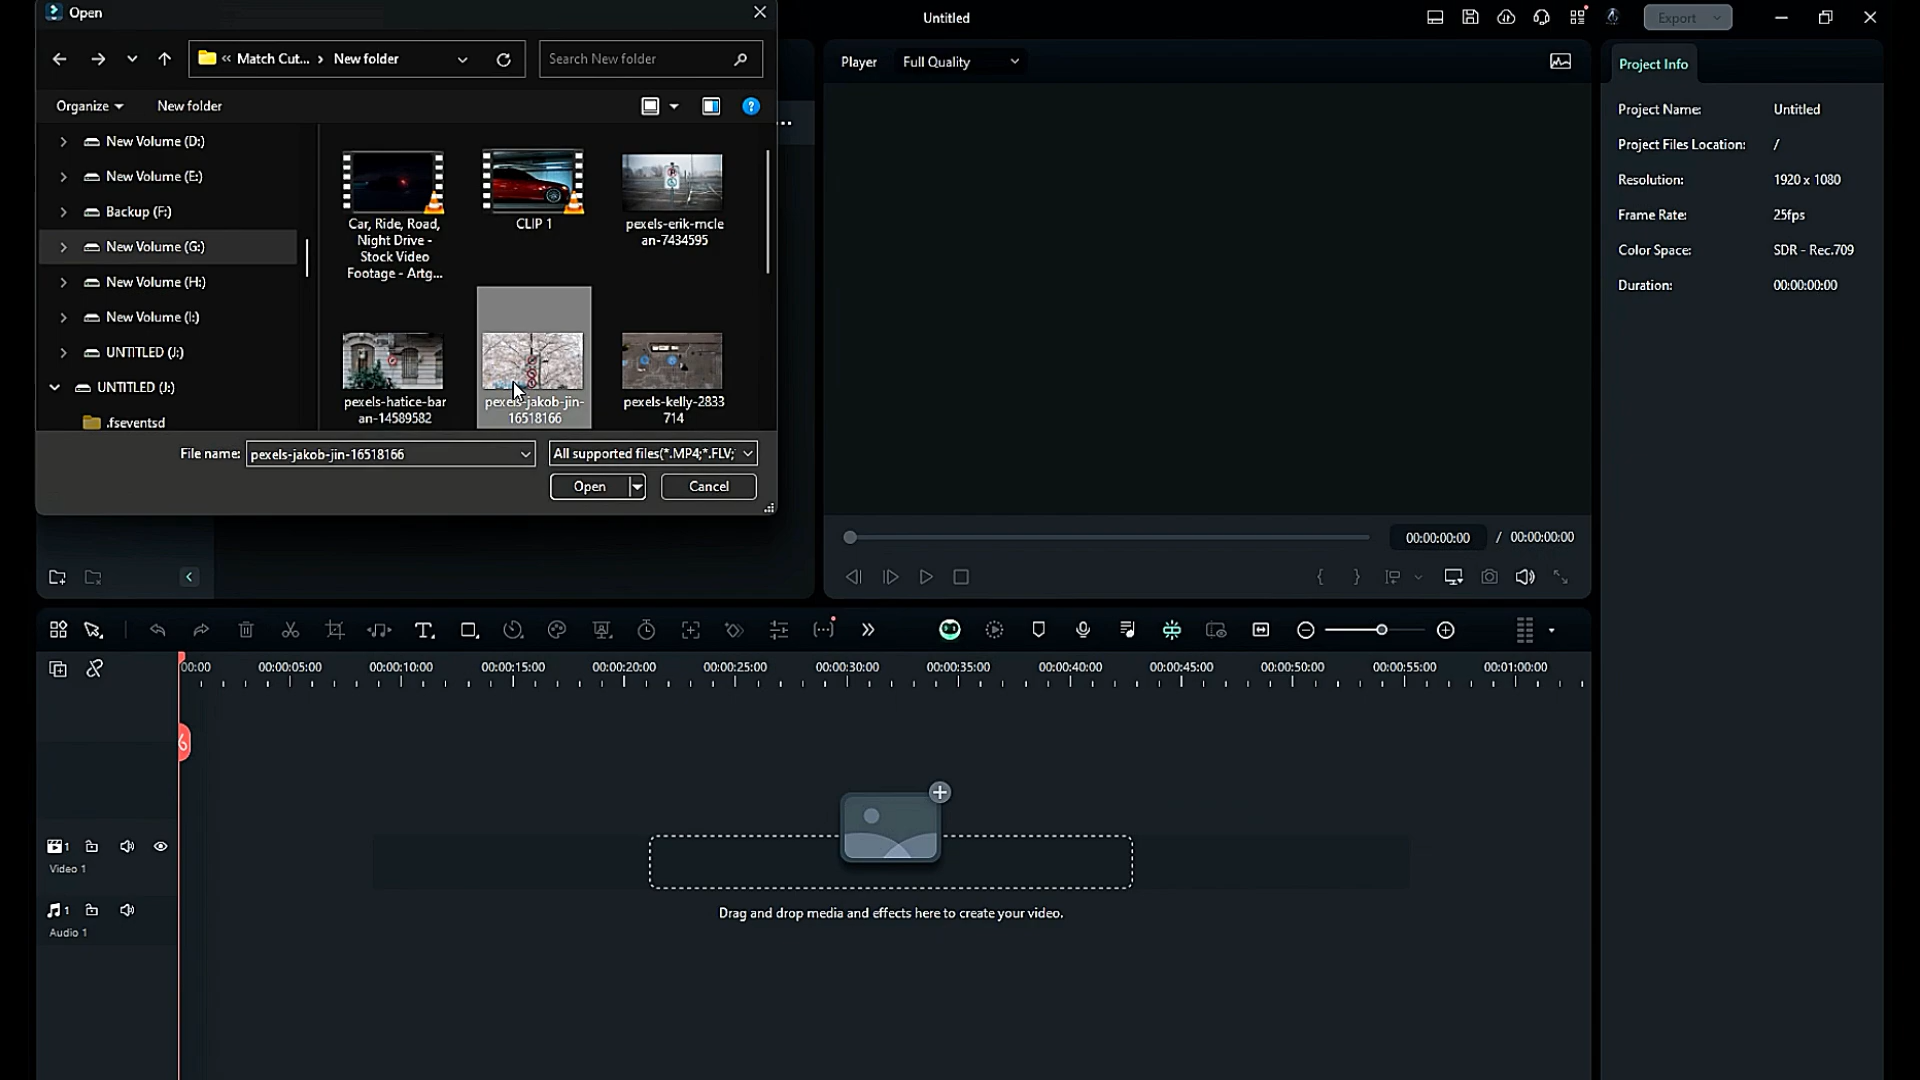 Open
Untitled
Export
« Match Cut... › New folder
Search New folder
Player
Full Quality
Project Info
Organize
New folder
New Volume (D:)
New Volume (E:)
Backup (F:)
New Volume (G:)
New Volume (H:)
New Volume (I:)
UNTITLED (J:)
UNTITLED (J:)
.fseventsd
Car, Ride, Road,
Night Drive -
Stock Video
Footage - Artg...
CLIP 1
pexels-erik-mcle
an-7434595
pexels-hatice-bar
an-14589582
pexels-jakob-jin-
16518166
pexels-kelly-2833
714
File name:
pexels-jakob-jin-16518166
All supported files(*.MP4;*.FLV;
Open
Cancel
Project Name:
Untitled
Project Files Location:
/
Resolution:
1920 x 1080
Frame Rate:
25fps
Color Space:
SDR - Rec.709
Duration:
00:00:00:00
00:00:00:00 / 00:00:00:00
00:00
00:00:05:00
00:00:10:00
00:00:15:00
00:00:20:00
00:00:25:00
00:00:30:00
00:00:35:00
00:00:40:00
00:00:45:00
00:00:50:00
00:00:55:00
00:01:00:00
1
Video 1
1
Audio 1
Drag and drop media and effects here to create your video.